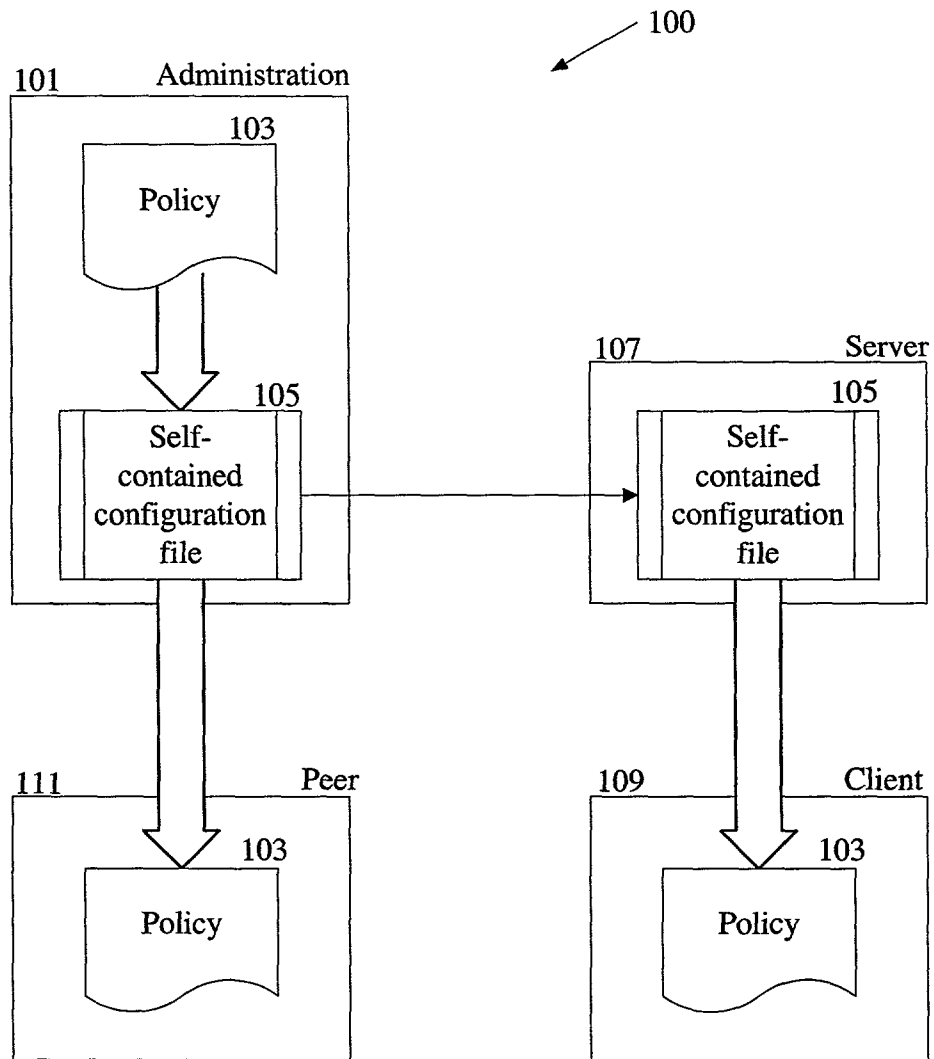 100
101 Administration
103
Policy
107 Server
105
Self-
contained
configuration
file
105
Self-
contained
configuration
file
111 Peer
109 Client
103
Policy
103
Policy